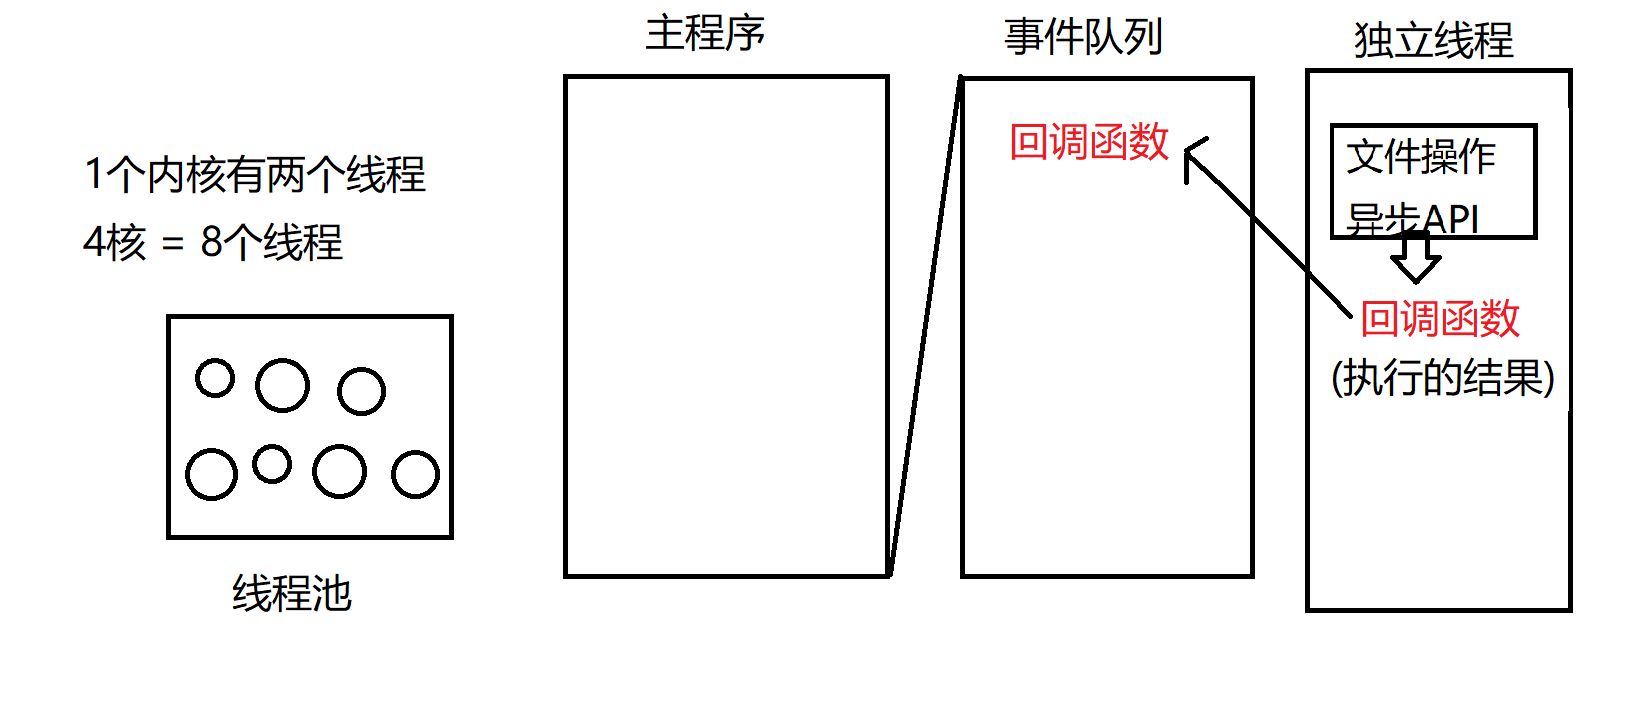 主程序
事件队列
独立线程
1个内核有两个线程
4核 = 8个线程
线程池
回调函数
文件操作
异步API
回调函数
(执行的结果)